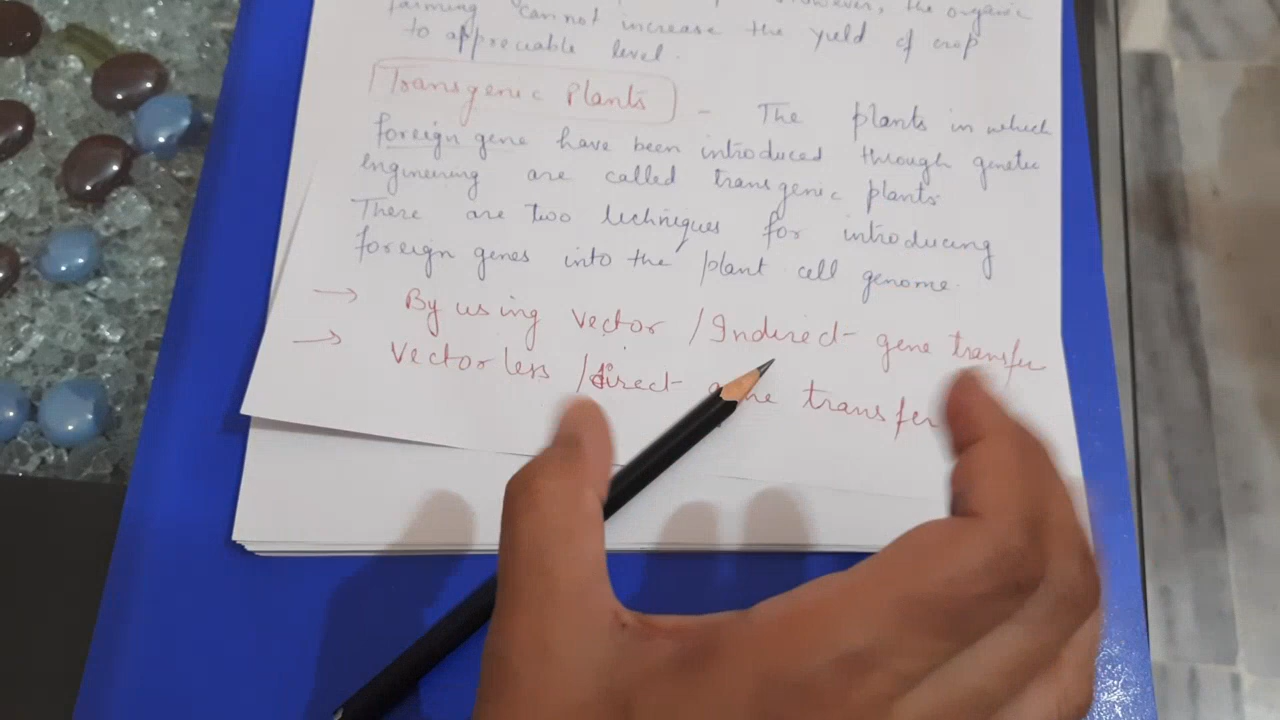 farming cannot increase the yield of crop
to appreciable level.
Transgenic Plants - The plants in which
foreign gene have been introduced through genetic
engineering are called transgenic plants
There are two techniques for introducing
foreign genes into the plant cell genome.
→ By using vector / Indirect gene transfer
→ Vectorless / direct gene transfer